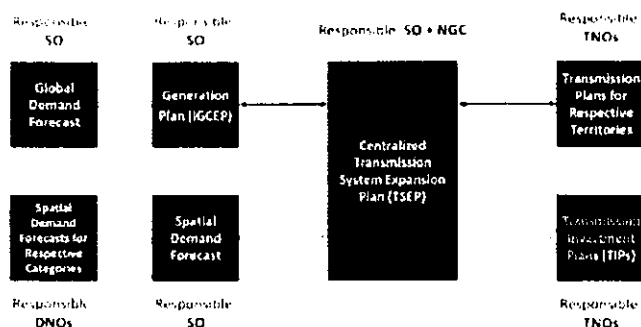 Responsible
SO
Responsible
SO
Responsible: SO + NGC
Responsible
TNOs
Global
Demand
Forecast
Generation
Plan (IGCEP)
Centralized
Transmission
System Expansion
Plan (TSEP)
Transmission
Plans for
Respective
Territories
Spatial
Demand
Forecasts for
Respective
Categories
Spatial
Demand
Forecast
Transmission
Investment
Plans (TIPs)
Responsible
DNOs
Responsible
SO
Responsible
TNOs